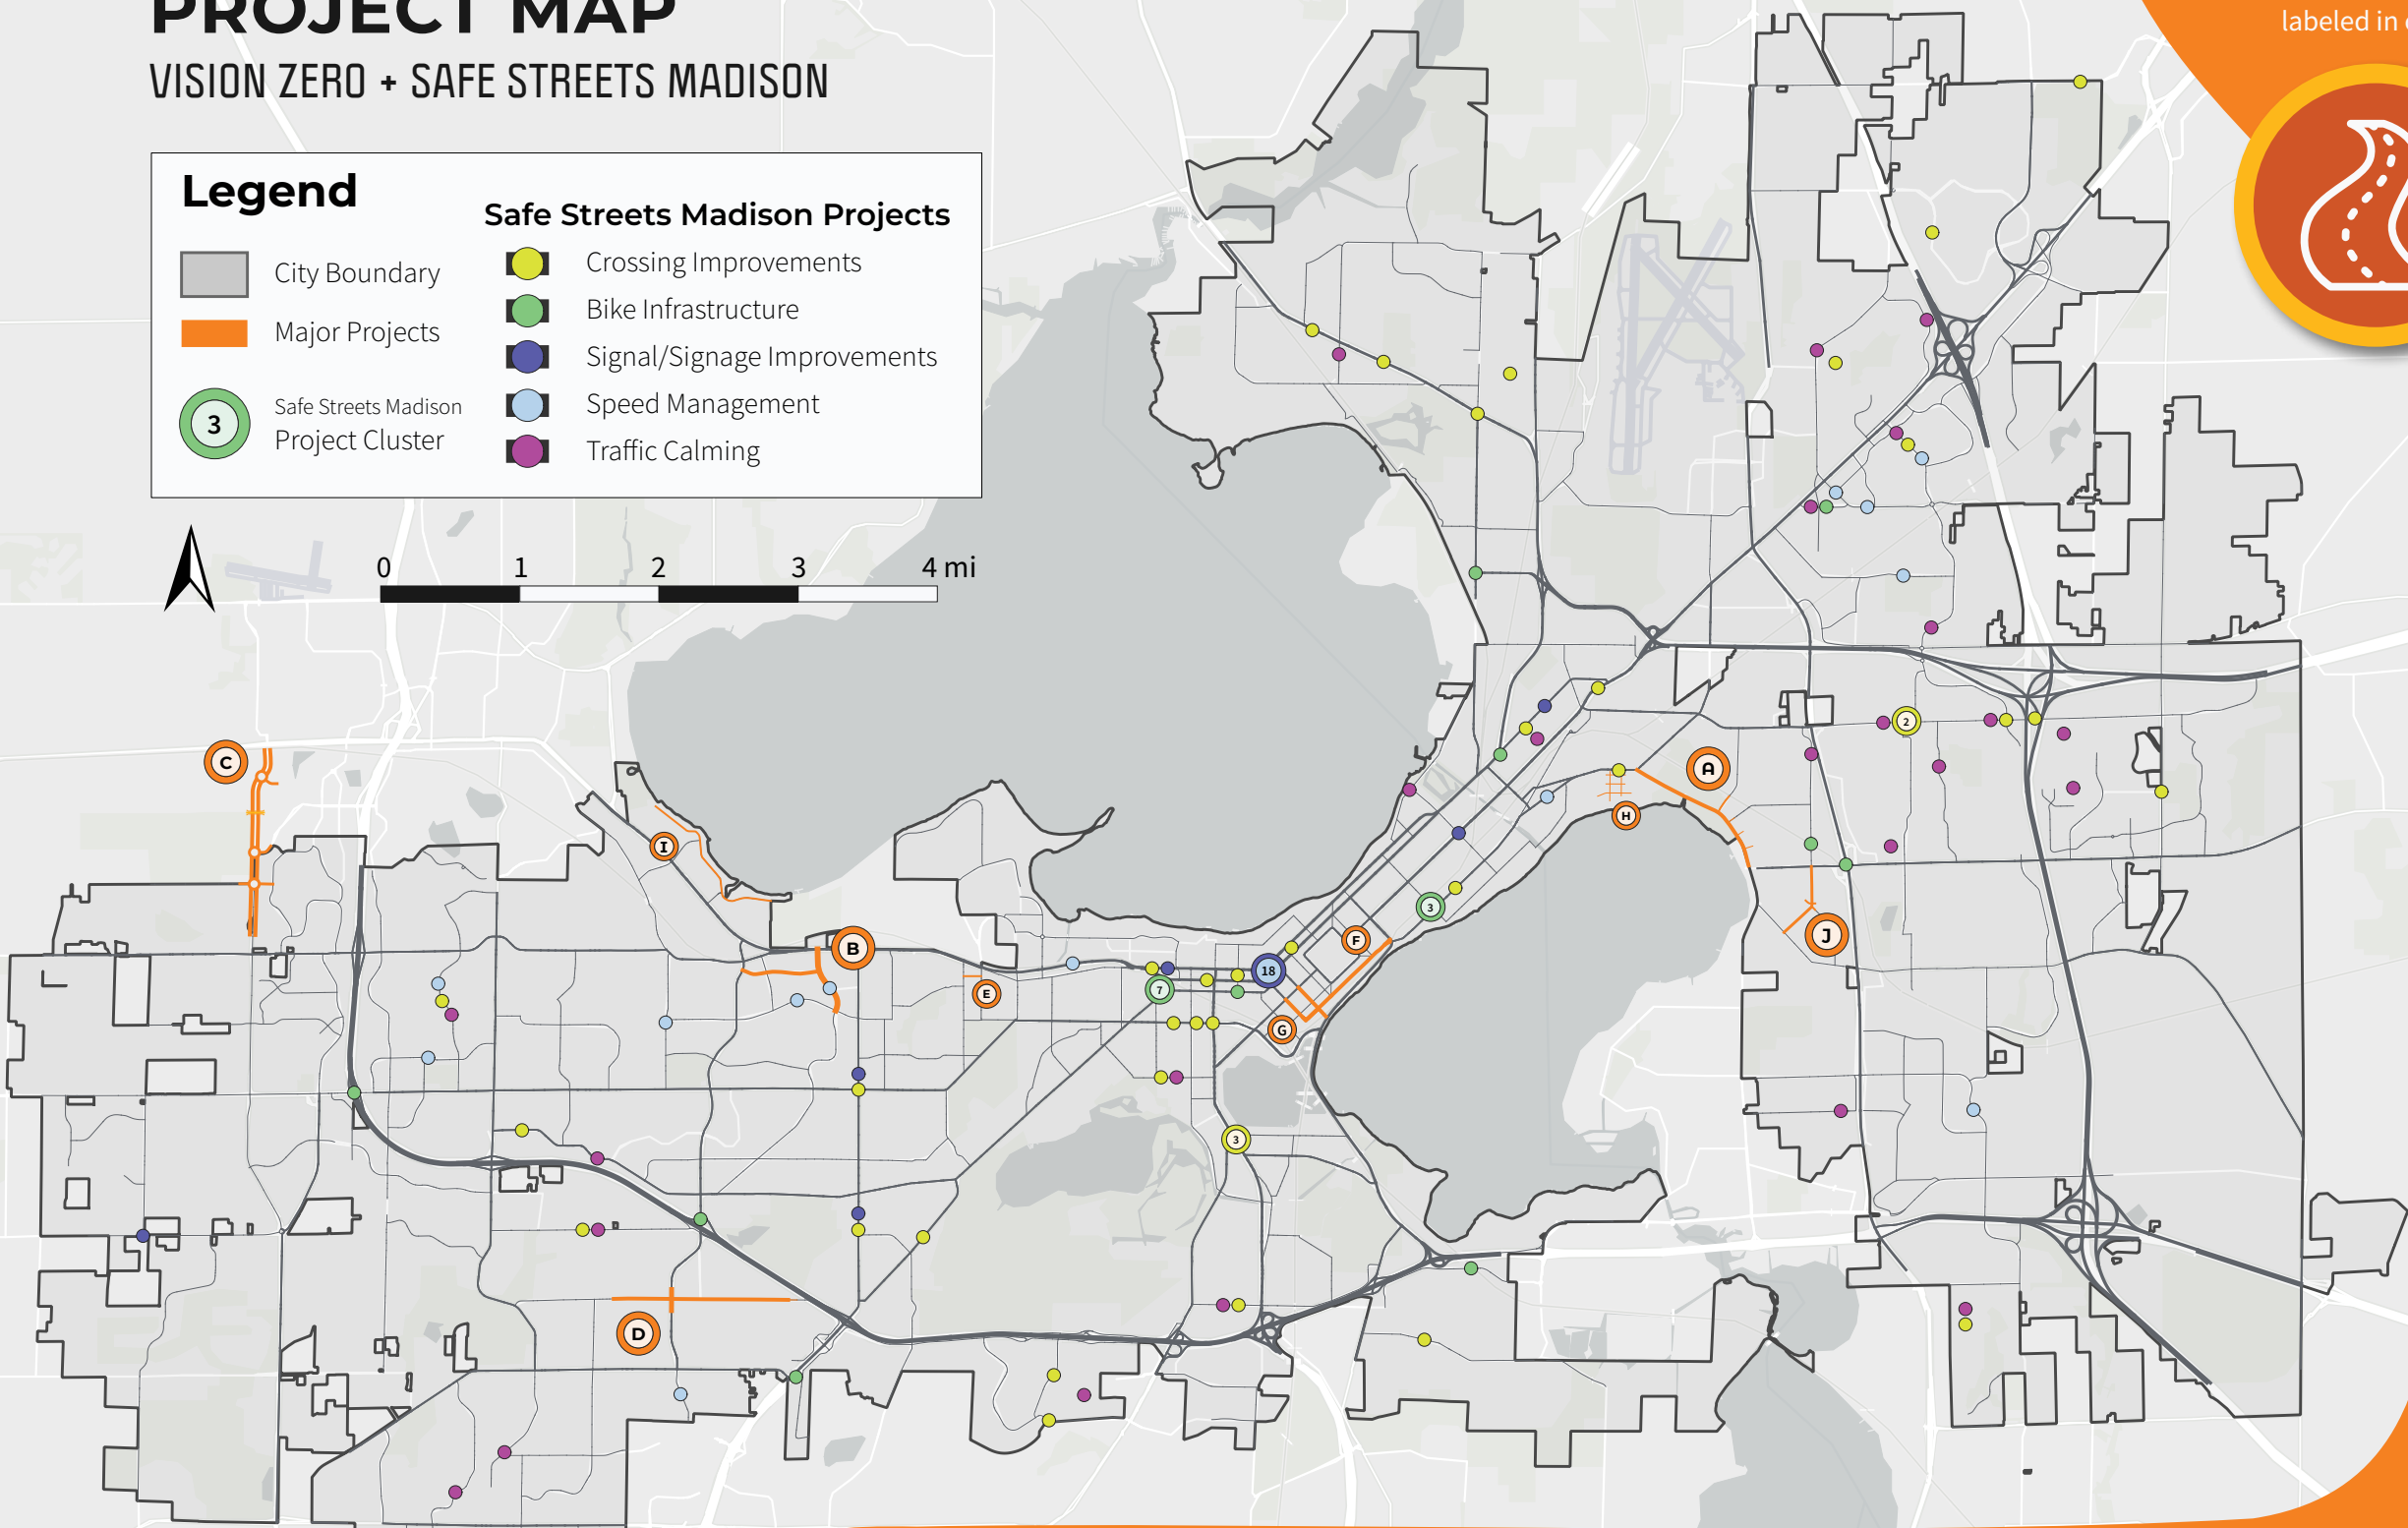 PROJECT MAP
VISION ZERO + SAFE STREETS MADISON
labeled in
Legend
City Boundary
Major Projects
3
Safe Streets Madison
Project Cluster
Safe Streets Madison Projects
Crossing Improvements
Bike Infrastructure
Signal/Signage Improvements
Speed Management
Traffic Calming
0 1 2 3 4 mi
2
C
A
H
I
3
J
F
B
18
7
E
G
3
D